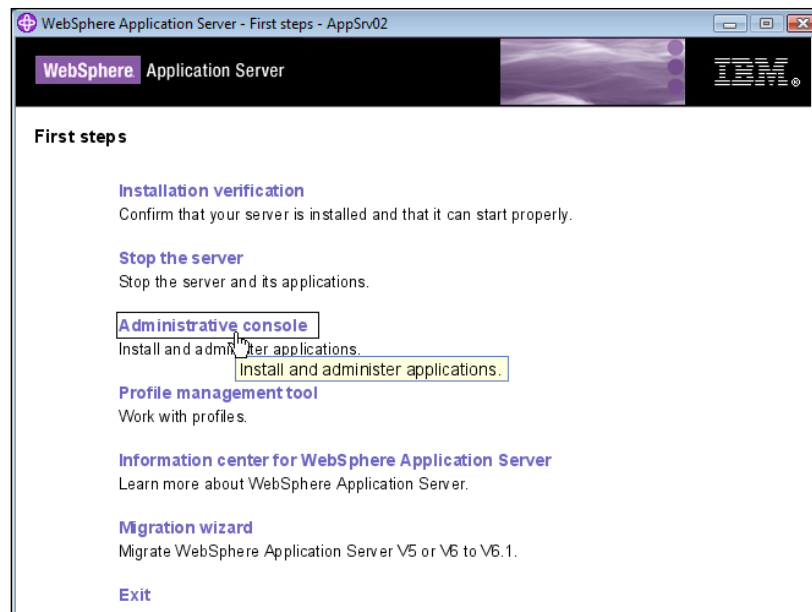 WebSphere Application Server - First steps - AppSrv02
WebSphere. Application Server
IBM®
First steps
Installation verification
Confirm that your server is installed and that it can start properly.
Stop the server
Stop the server and its applications.
Administrative console
Install and administer applications.
Install and administer applications.
Profile management tool
Work with profiles.
Information center for WebSphere Application Server
Learn more about WebSphere Application Server.
Migration wizard
Migrate WebSphere Application Server V5 or V6 to V6.1.
Exit